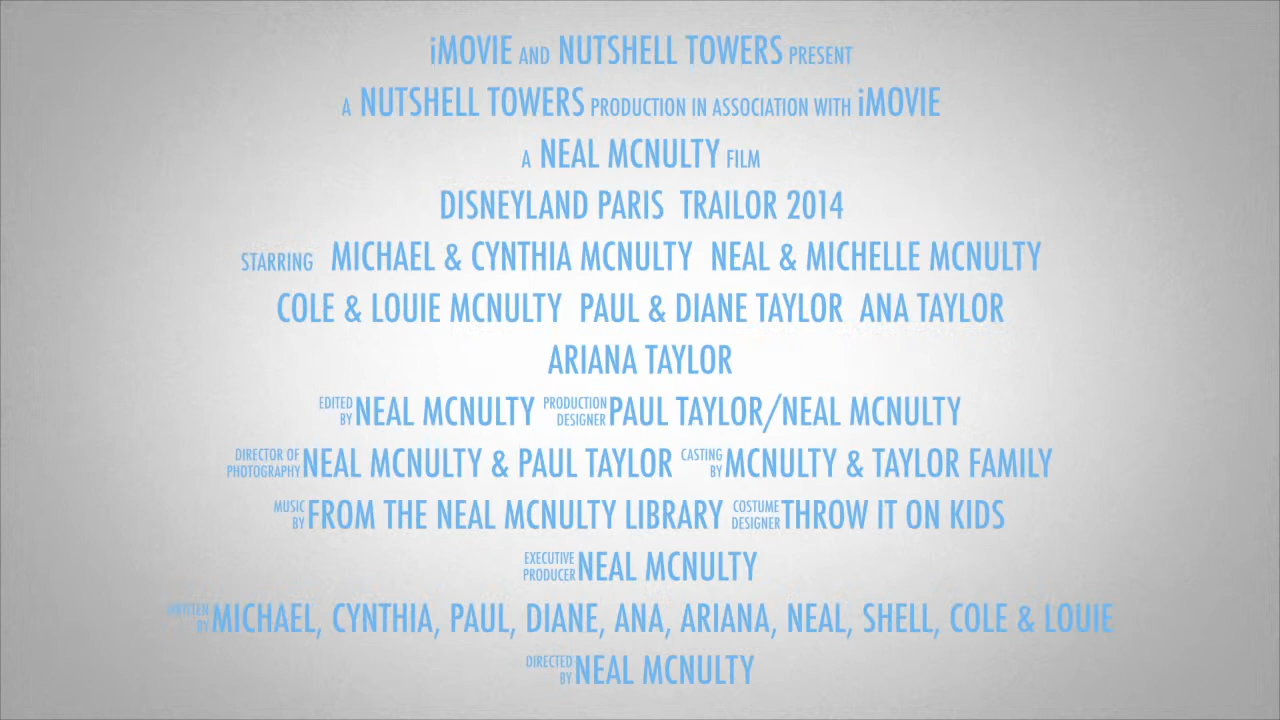 iMOVIE AND NUTSHELL TOWERS PRESENT
A NUTSHELL TOWERS PRODUCTION IN ASSOCIATION WITH iMOVIE
A NEAL MCNULTY FILM
DISNEYLAND PARIS TRAILOR 2014
STARRING MICHAEL & CYNTHIA MCNULTY NEAL & MICHELLE MCNULTY
COLE & LOUIE MCNULTY PAUL & DIANE TAYLOR ANA TAYLOR
ARIANA TAYLOR
EDITED BY NEAL MCNULTY PRODUCTION DESIGNER PAUL TAYLOR/NEAL MCNULTY
DIRECTOR OF PHOTOGRAPHY NEAL MCNULTY & PAUL TAYLOR CASTING BY MCNULTY & TAYLOR FAMILY
MUSIC BY FROM THE NEAL MCNULTY LIBRARY COSTUME DESIGNER THROW IT ON KIDS
EXECUTIVE PRODUCER NEAL MCNULTY
WRITTEN BY MICHAEL, CYNTHIA, PAUL, DIANE, ANA, ARIANA, NEAL, SHELL, COLE & LOUIE
DIRECTED BY NEAL MCNULTY